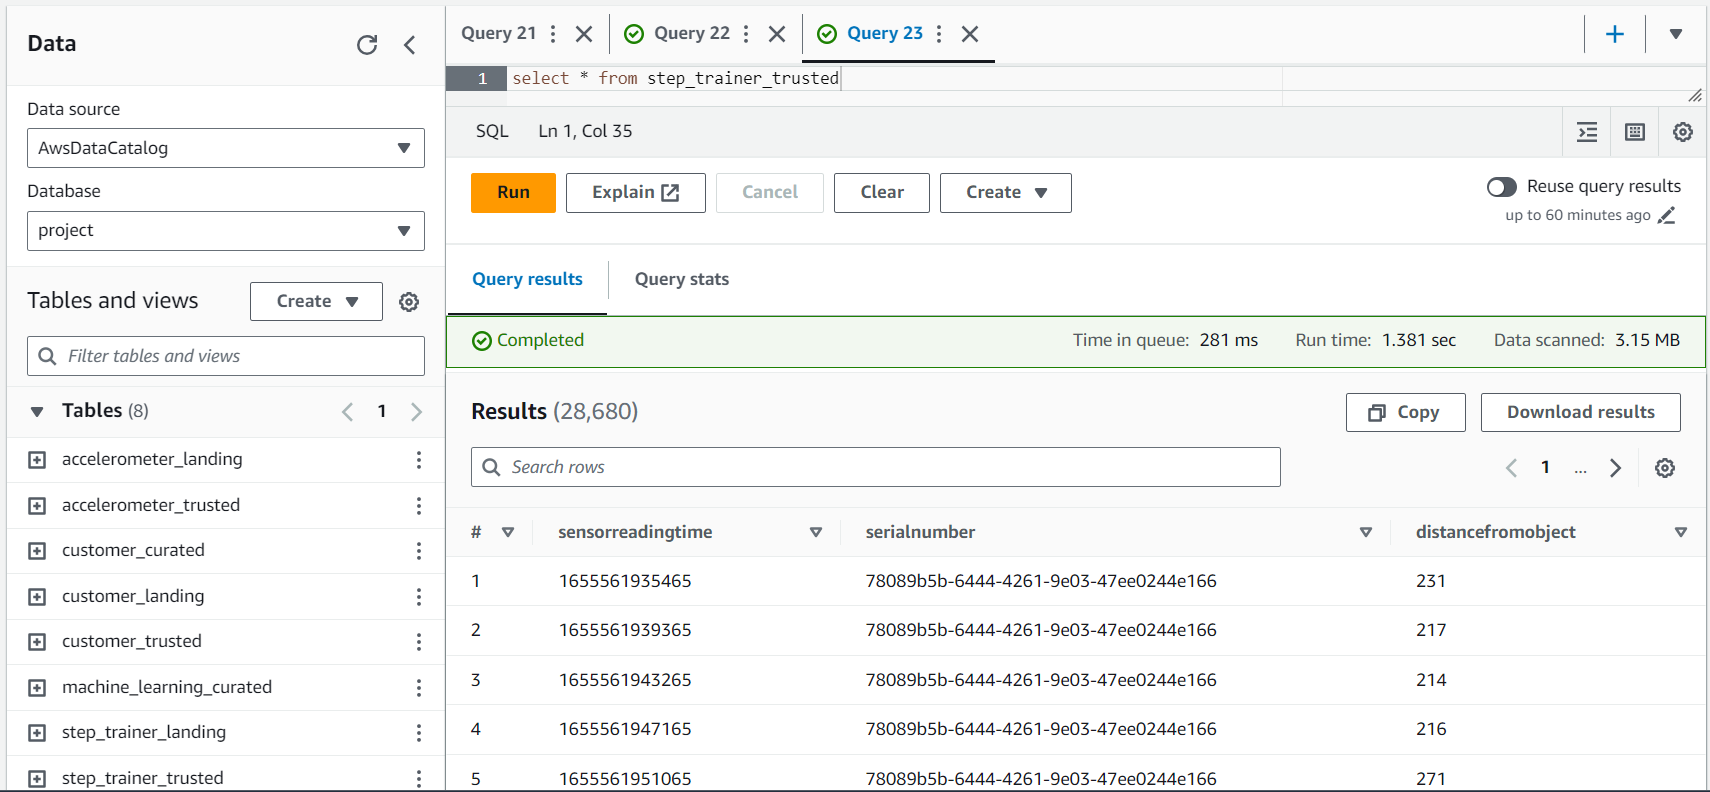 Data
Data source
AwsDataCatalog
Database
project
Tables and views
Create
Filter tables and views
Tables (8)
1
accelerometer_landing
accelerometer_trusted
customer_curated
customer_landing
customer_trusted
machine_learning_curated
step_trainer_landing
step_trainer_trusted
Query 21 Query 22 Query 23
1 select * from step_trainer_trusted
SQL Ln 1, Col 35
Run Explain Cancel Clear Create
Reuse query results
up to 60 minutes ago
Query results Query stats
Completed Time in queue: 281 ms Run time: 1.381 sec Data scanned: 3.15 MB
Results (28,680) Copy Download results
Search rows 1 ...
# sensorreadingtime serialnumber distancefromobject
1 1655561935465 78089b5b-6444-4261-9e03-47ee0244e166 231
2 1655561939365 78089b5b-6444-4261-9e03-47ee0244e166 217
3 1655561943265 78089b5b-6444-4261-9e03-47ee0244e166 214
4 1655561947165 78089b5b-6444-4261-9e03-47ee0244e166 216
5 1655561951065 78089b5b-6444-4261-9e03-47ee0244e166 271